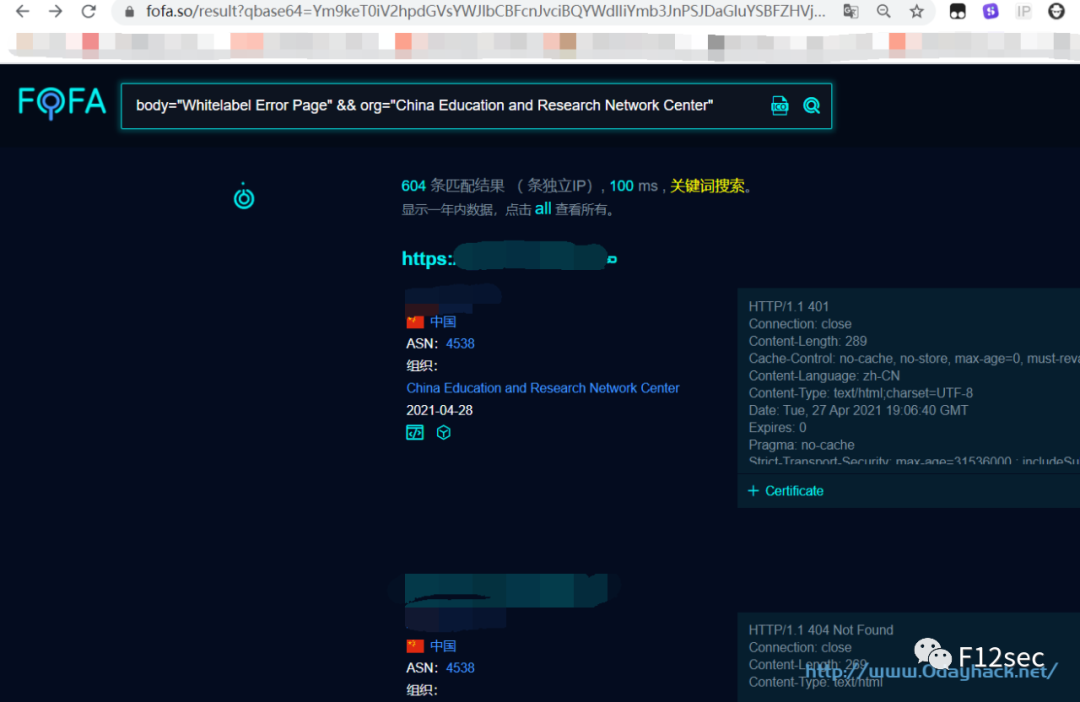 fofa.so/result?qbase64=Ym9keT0iV2hpdGVsYWJlbCBFcnJvciBQYWdlIiYmb3JnPSJDaGluYSBFZHVj...
IP
FOFA
body="Whitelabel Error Page" && org="China Education and Research Network Center"
ICO
604 条匹配结果 （ 条独立IP）, 100 ms , 关键词搜索。
显示一年内数据，点击 all 查看所有。
https:
中国
ASN: 4538
组织:
China Education and Research Network Center
2021-04-28
HTTP/1.1 401
Connection: close
Content-Length: 289
Cache-Control: no-cache, no-store, max-age=0, must-reva
Content-Language: zh-CN
Content-Type: text/html;charset=UTF-8
Date: Tue, 27 Apr 2021 19:06:40 GMT
Expires: 0
Pragma: no-cache
Strict-Transport-Security: max-age=31536000 ; includeSu
+ Certificate
中国
ASN: 4538
组织:
HTTP/1.1 404 Not Found
Connection: close
Content-Length: 269
Content-Type: text/html
F12sec
http://www.0dayhack.net/